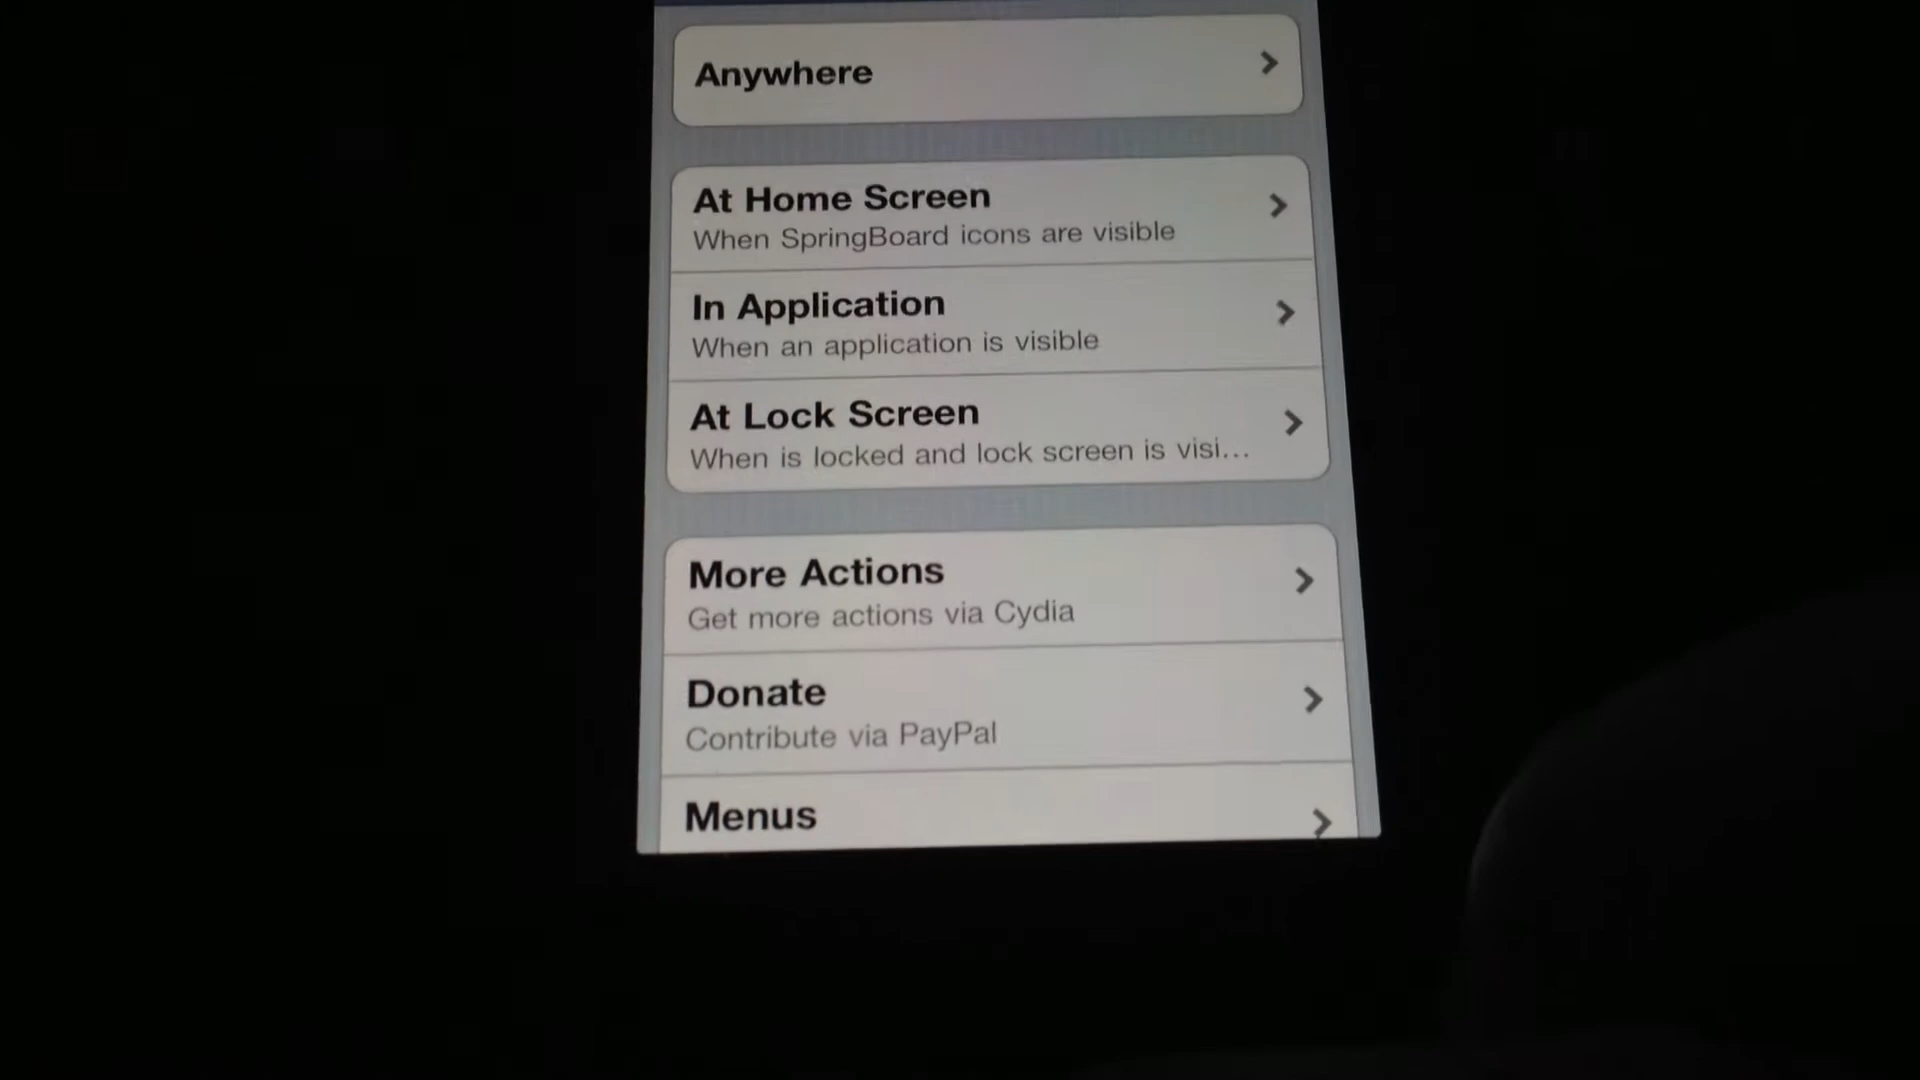 Anywhere
At Home Screen
When SpringBoard icons are visible
In Application
When an application is visible
At Lock Screen
When is locked and lock screen is visi...
More Actions
Get more actions via Cydia
Donate
Contribute via PayPal
Menus